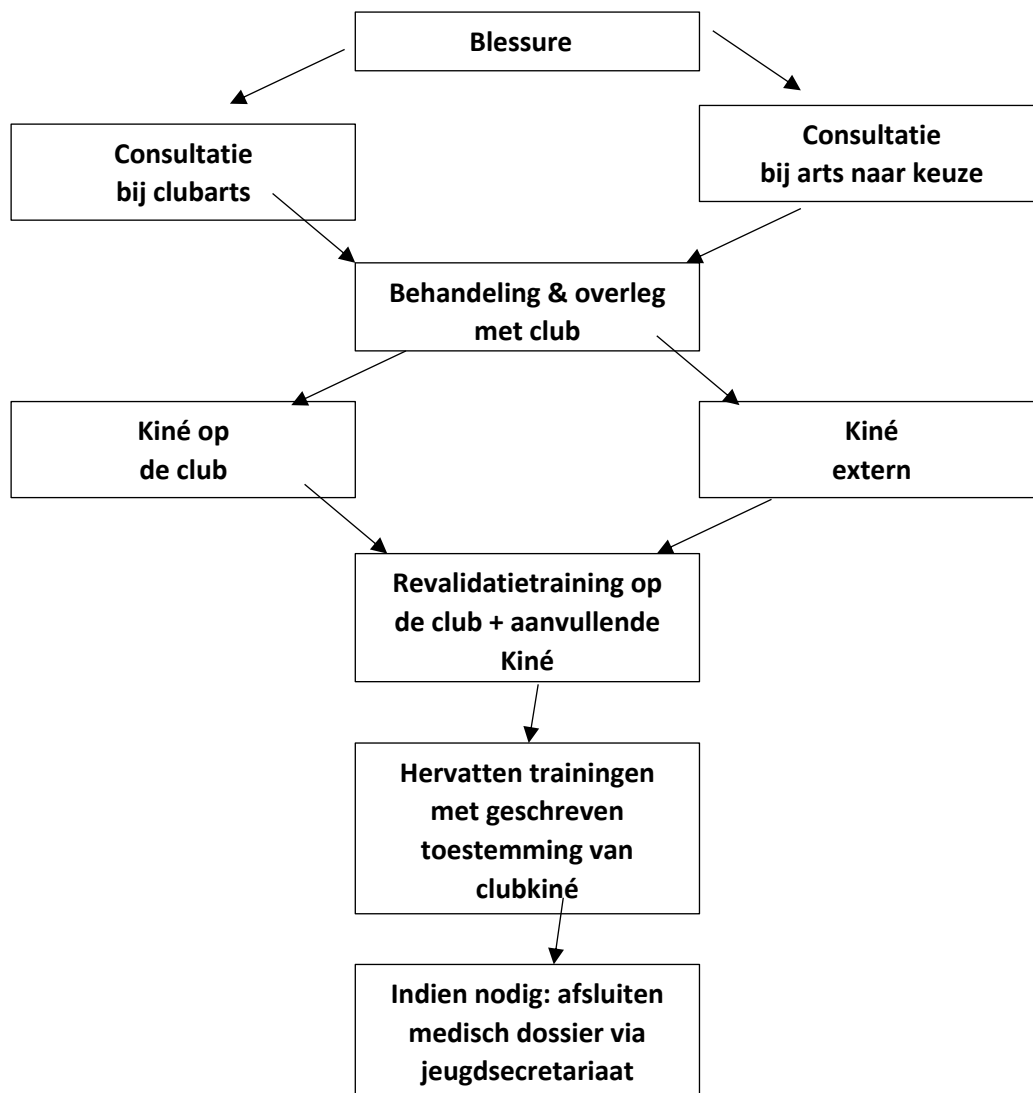 Blessure
Consultatie
bij clubarts
Consultatie
bij arts naar keuze
Behandeling & overleg
met club
Kiné op
de club
Kiné
extern
Revalidatietraining op
de club + aanvullende
Kiné
Hervatten trainingen
met geschreven
toestemming van
clubkiné
Indien nodig: afsluiten
medisch dossier via
jeugdsecretariaat